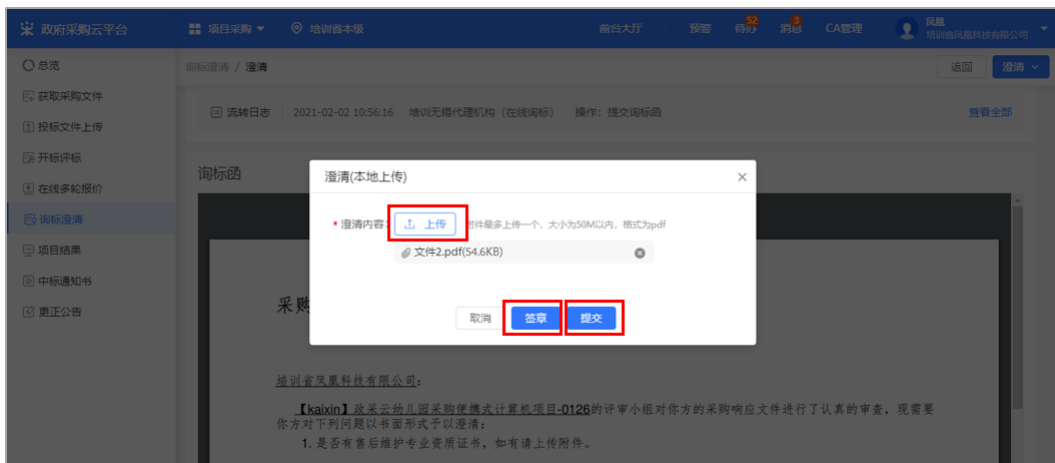 政府采购云平台 项目采购 培训省本级 前台大厅 预警 待办 52 消息 3 CA管理 凤凰
培训省凤凰科技有限公司
总览
获取采购文件
投标文件上传
开标评标
在线多轮报价
询标澄清
项目结果
中标通知书
更正公告
询标澄清 / 澄清 返回 澄清
流转日志 2021-02-02 10:56:16 培训无锡代理机构（在线询标） 操作：提交询标函 查看全部
询标函
澄清(本地上传)
* 澄清内容： 上传 附件最多上传一个，大小为50M以内，格式为pdf
文件2.pdf(54.6KB)
取消 签章 提交
采购
培训省凤凰科技有限公司：
【kaixin】政采云幼儿园采购便携式计算机项目-0126的评审小组对你方的采购响应文件进行了认真的审查，现需要
你方对下列问题以书面形式予以澄清：
1. 是否有售后维护专业资质证书，如有请上传附件。